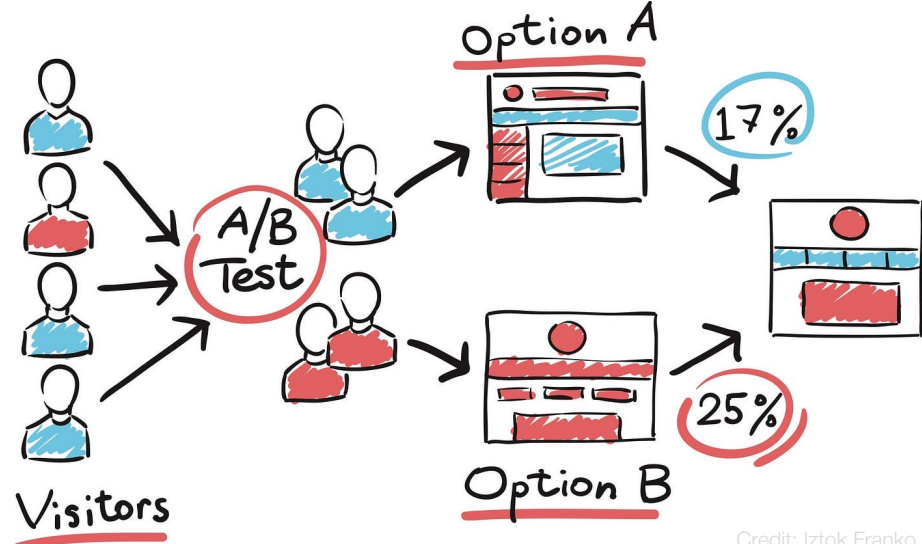 Option A
17%
A/B
Test
25%
Option B
Visitors
Credit: Iztok Franko